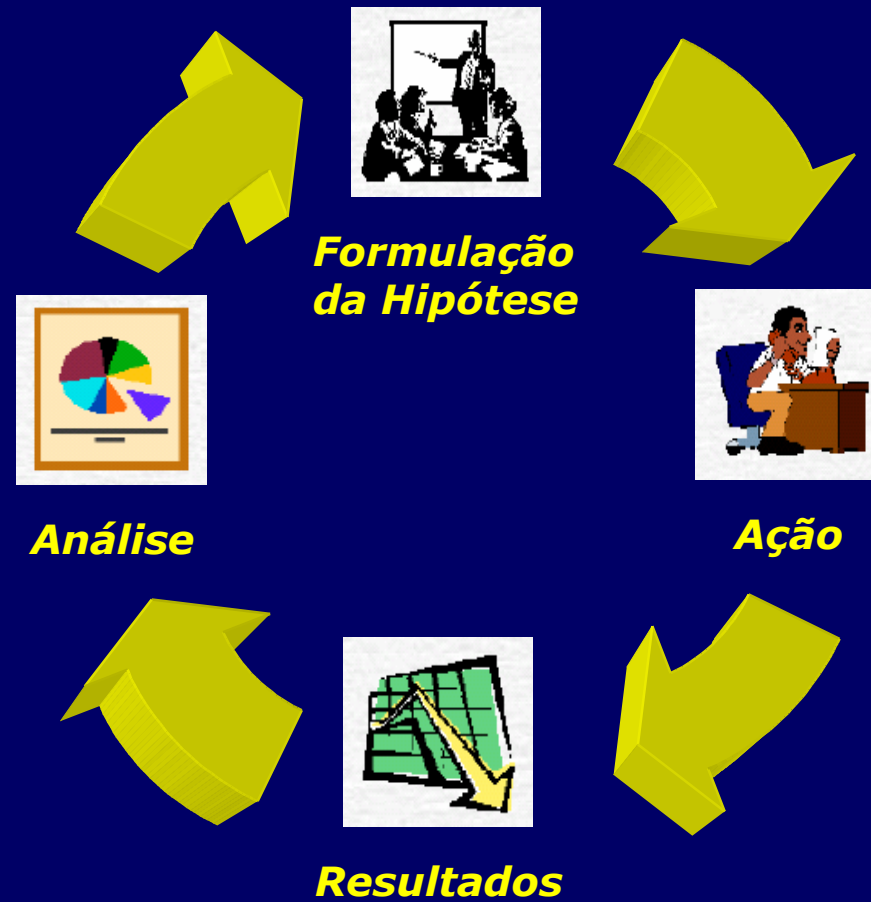 Formulação
da Hipótese
Análise
Ação
Resultados